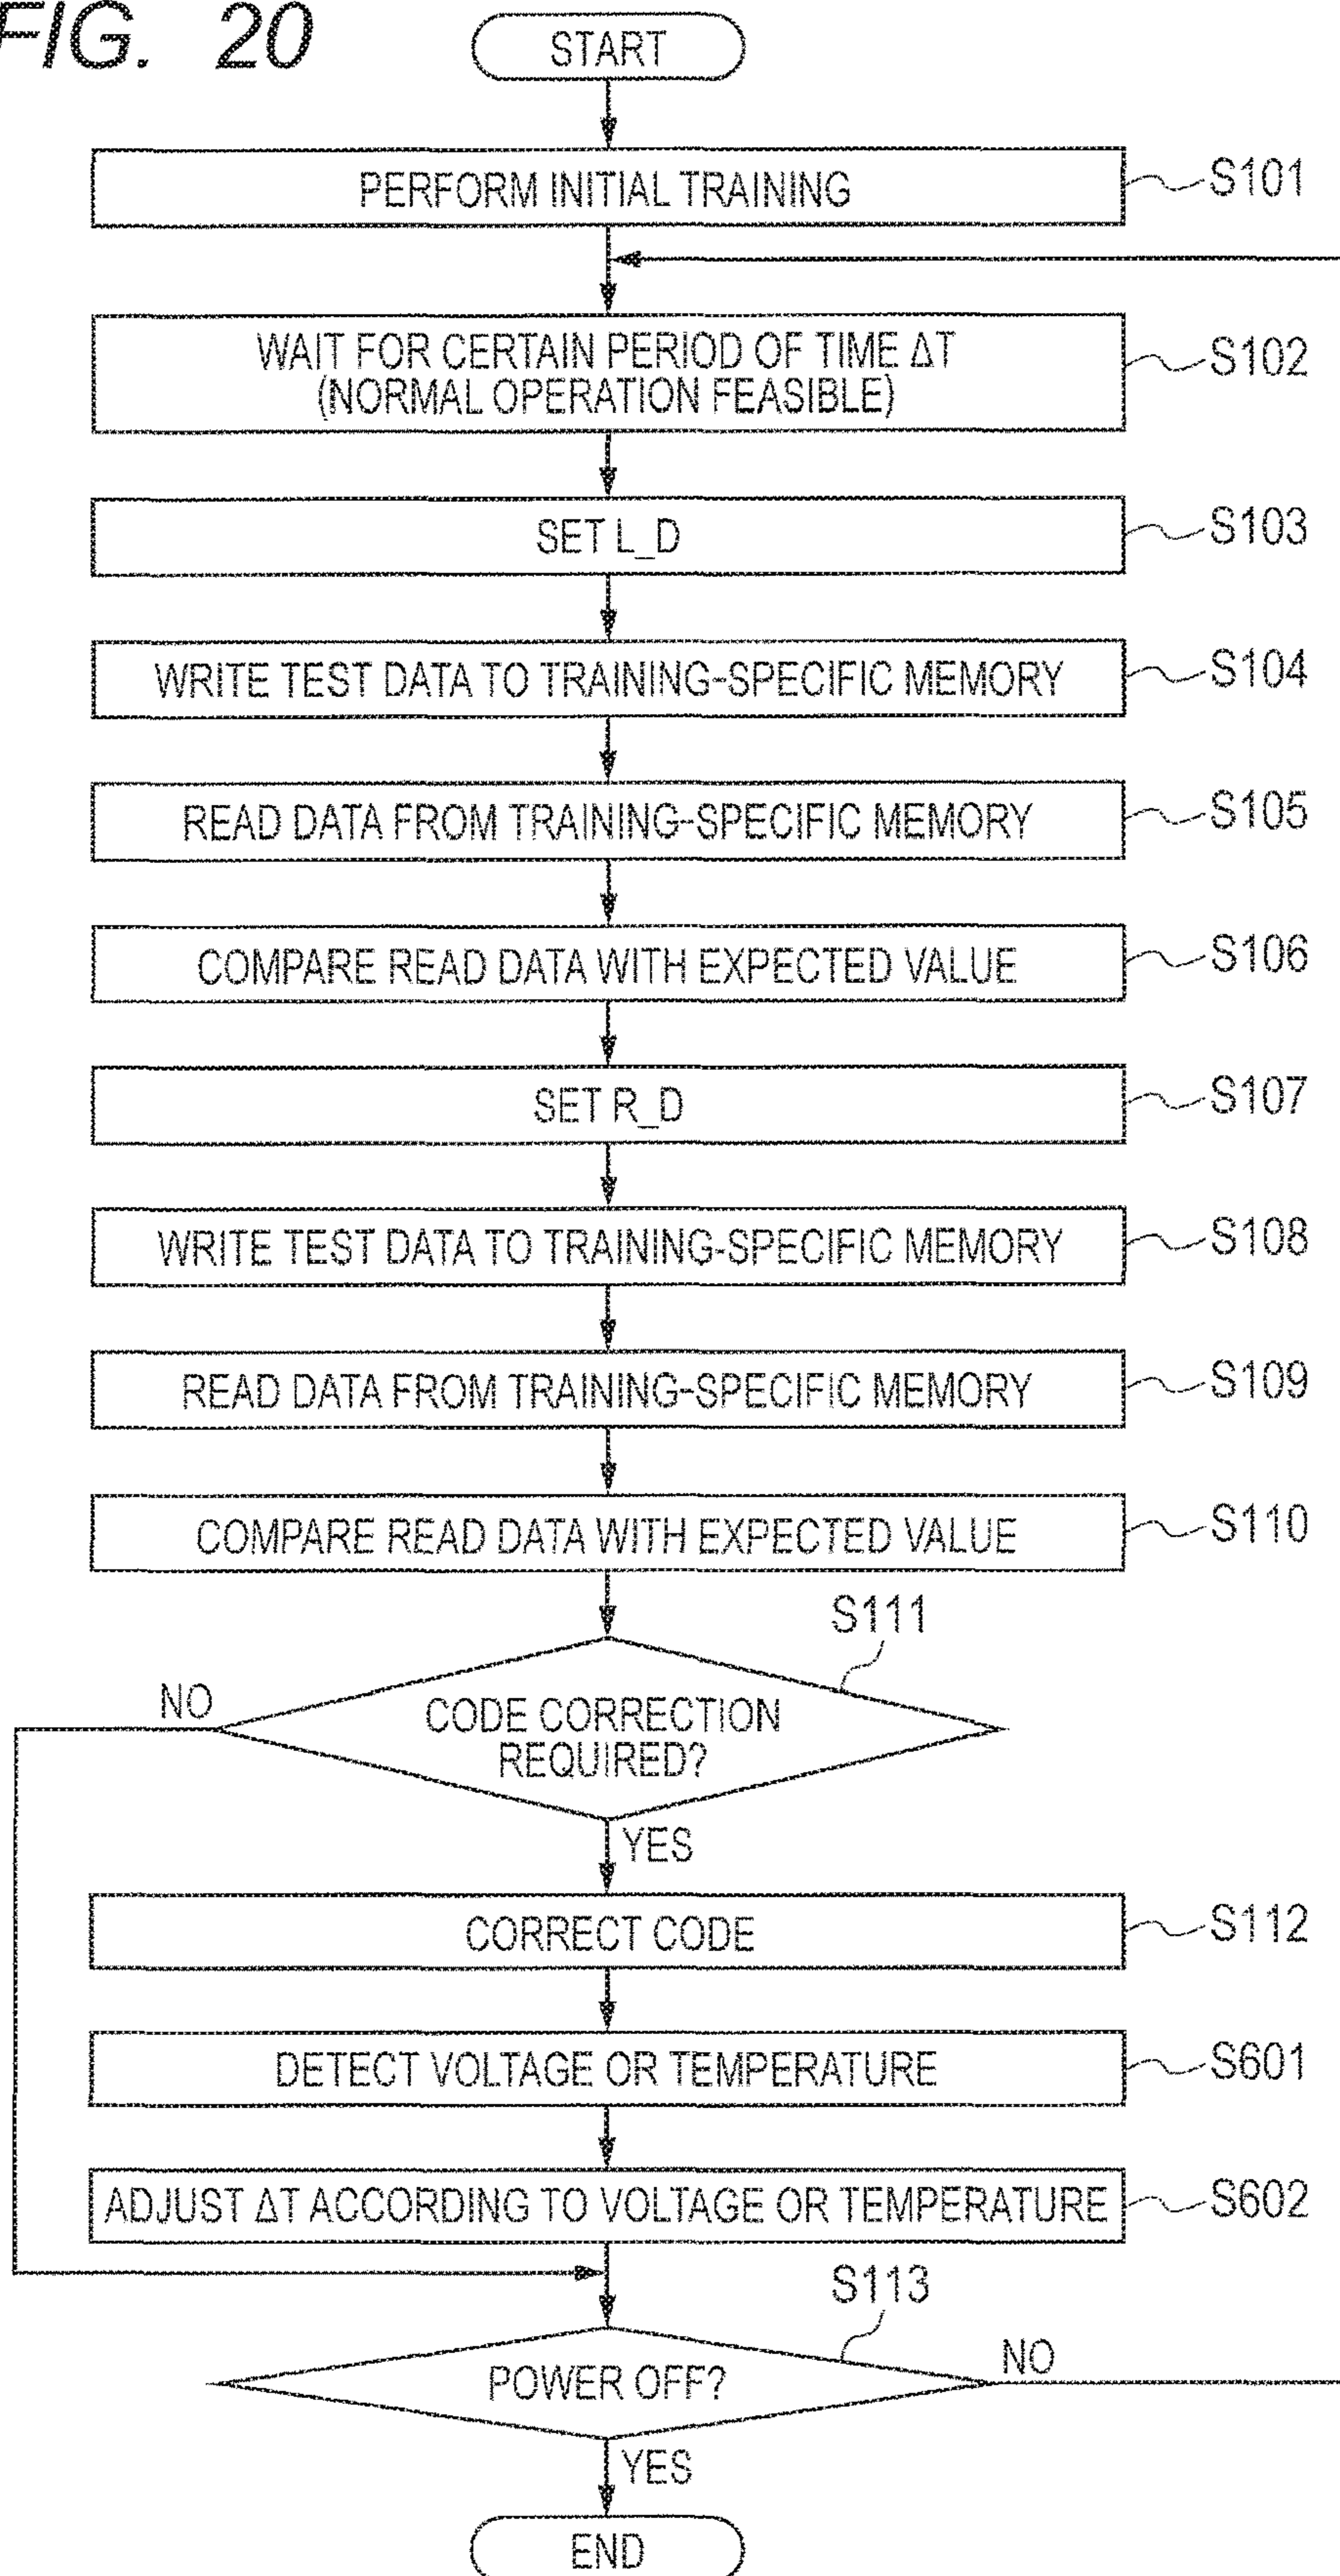 FIG. 20
START
PERFORM INITIAL TRAINING
S101
WAIT FOR CERTAIN PERIOD OF TIME ΔT
(NORMAL OPERATION FEASIBLE)
S102
SET L_D
S103
WRITE TEST DATA TO TRAINING-SPECIFIC MEMORY
S104
READ DATA FROM TRAINING-SPECIFIC MEMORY
S105
COMPARE READ DATA WITH EXPECTED VALUE
S106
SET R_D
S107
WRITE TEST DATA TO TRAINING-SPECIFIC MEMORY
S108
READ DATA FROM TRAINING-SPECIFIC MEMORY
S109
COMPARE READ DATA WITH EXPECTED VALUE
S110
S111
NO
CODE CORRECTION
REQUIRED?
YES
CORRECT CODE
S112
DETECT VOLTAGE OR TEMPERATURE
S601
ADJUST ΔT ACCORDING TO VOLTAGE OR TEMPERATURE
S602
S113
POWER OFF?
NO
YES
END